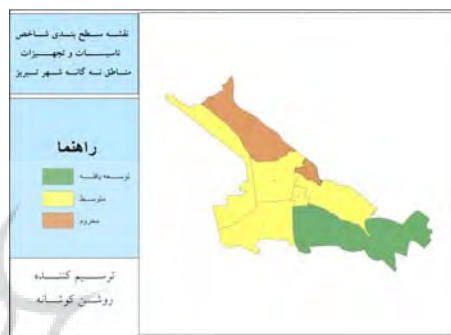 نقشه سطح بندی شاخص
تاسیسات و تجهیزات
مناطق نه گانه شهر تبریز
راهنما
توسعه یافته
متوسط
محروم
ترسیم کننده
روشن کوشانه